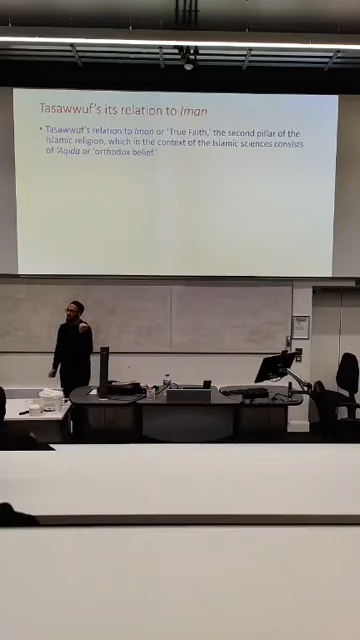 Tasawwuf's its relation to Iman
• Tasawwuf's relation to Iman or 'True Faith,' the second pillar of the
Islamic religion, which in the context of the Islamic sciences consists
of 'Aqida or 'orthodox belief.'